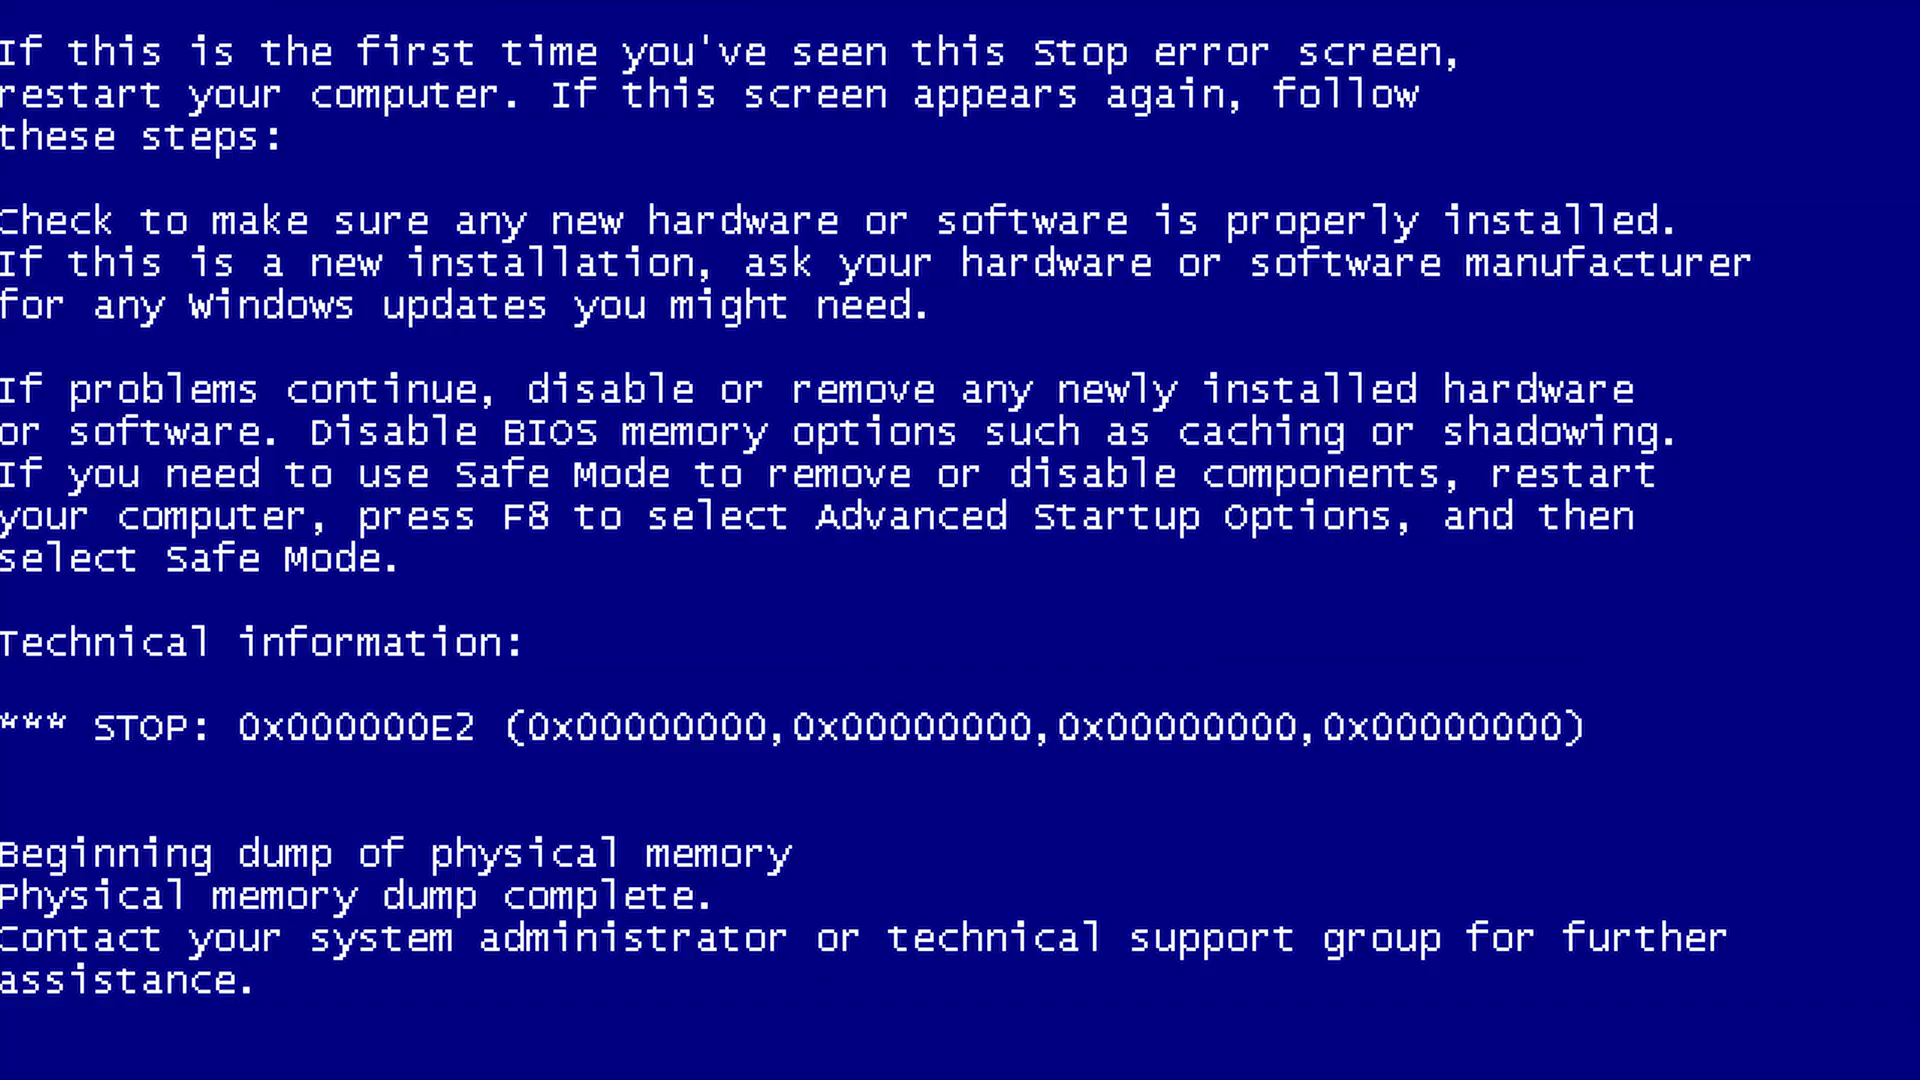 If this is the first time you've seen this Stop error screen,
restart your computer. If this screen appears again, follow
these steps:
Check to make sure any new hardware or software is properly installed.
If this is a new installation, ask your hardware or software manufacturer
for any Windows updates you might need.
If problems continue, disable or remove any newly installed hardware
or software. Disable BIOS memory options such as caching or shadowing.
If you need to use Safe Mode to remove or disable components, restart
your computer, press F8 to select Advanced Startup Options, and then
select Safe Mode.
Technical information:
*** STOP: 0x000000E2 (0x00000000,0x00000000,0x00000000,0x00000000)
Beginning dump of physical memory
Physical memory dump complete.
Contact your system administrator or technical support group for further
assistance.